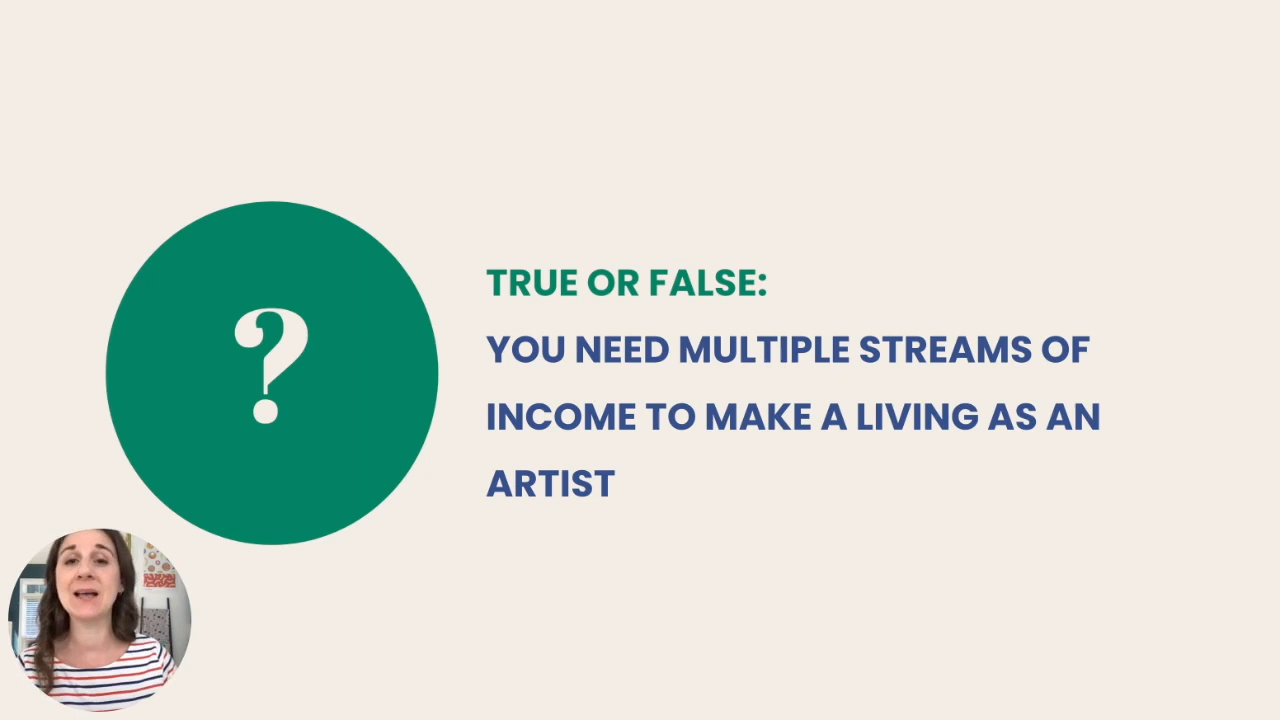 ?
TRUE OR FALSE:
YOU NEED MULTIPLE STREAMS OF
INCOME TO MAKE A LIVING AS AN
ARTIST